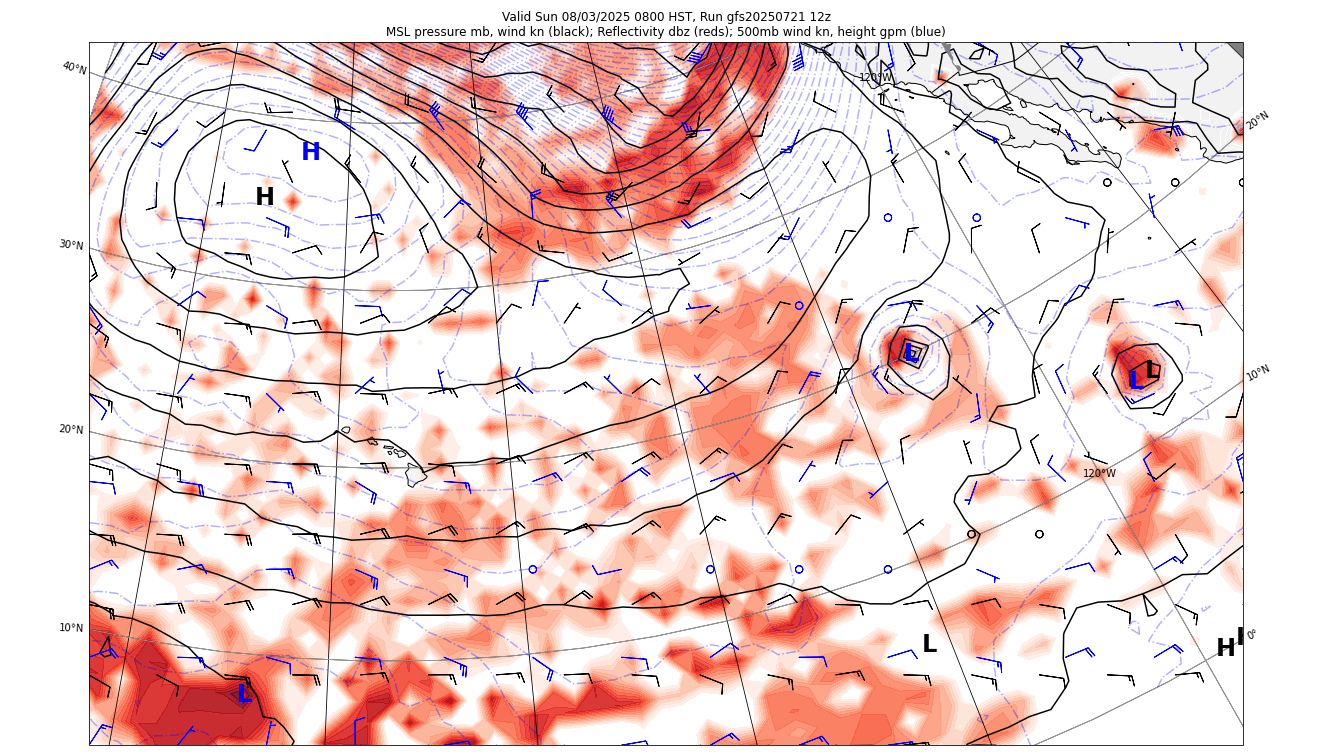 Valid Sun 08/03/2025 0800 HST, Run gfs20250721 12z
MSL pressure mb, wind kn (black); Reflectivity dbz (reds); 500mb wind kn, height gpm (blue)
40°N
120°W
20°N
H
H
30°N
L
L
L
10°N
20°N
120°W
10°N
L
H
0°
L